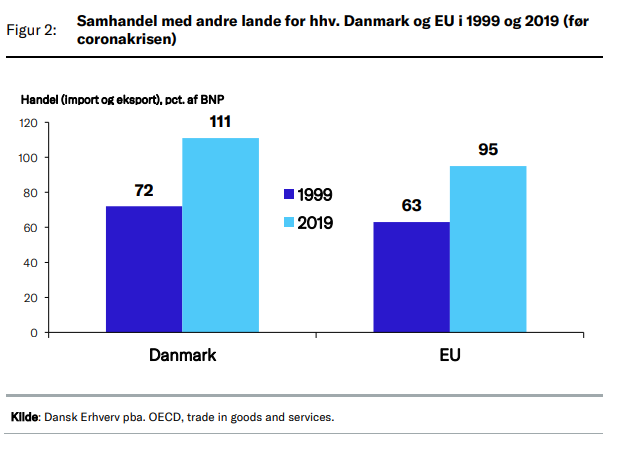 Figur 2:
Samhandel med andre lande for hhv. Danmark og EU i 1999 og 2019 (før
coronakrisen)
Handel (import og eksport), pct. af BNP
120
100
80
60
40
20
0
72
111
63
95
1999
2019
Danmark
EU
Kilde: Dansk Erhverv pba. OECD, trade in goods and services.